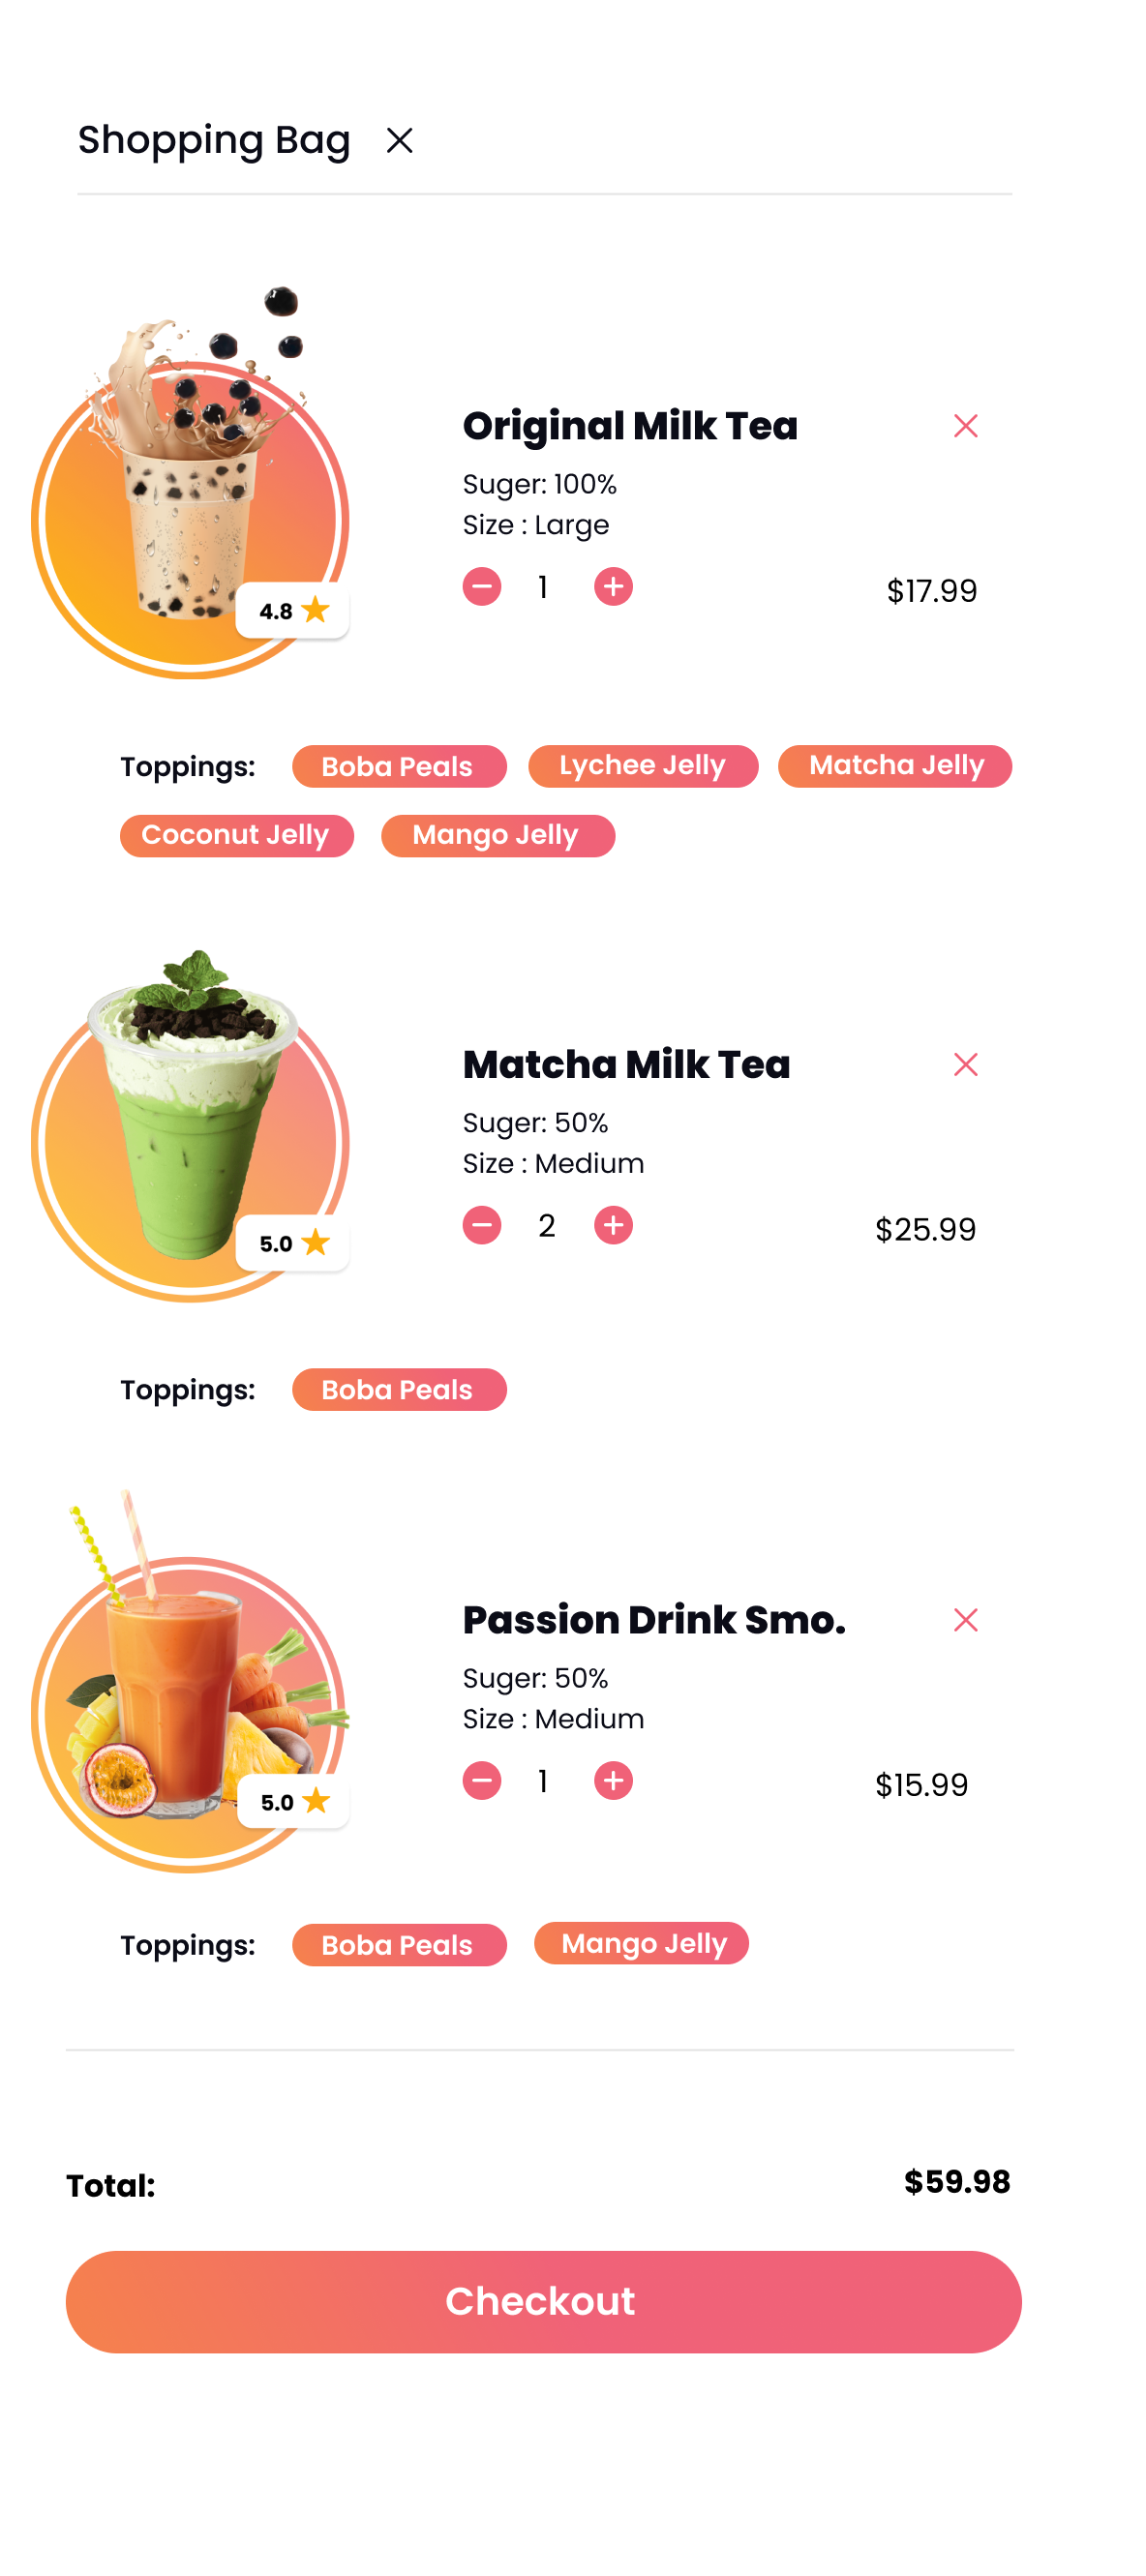 Shopping Bag
Original Milk Tea
Suger: 100%
Size : Large
1
$17.99
4.8
Toppings: Boba Peals Lychee Jelly Matcha Jelly
Coconut Jelly Mango Jelly
Matcha Milk Tea
Suger: 50%
Size : Medium
2
$25.99
5.0
Toppings: Boba Peals
Passion Drink Smo.
Suger: 50%
Size : Medium
1
$15.99
5.0
Toppings: Boba Peals Mango Jelly
Total: $59.98
Checkout